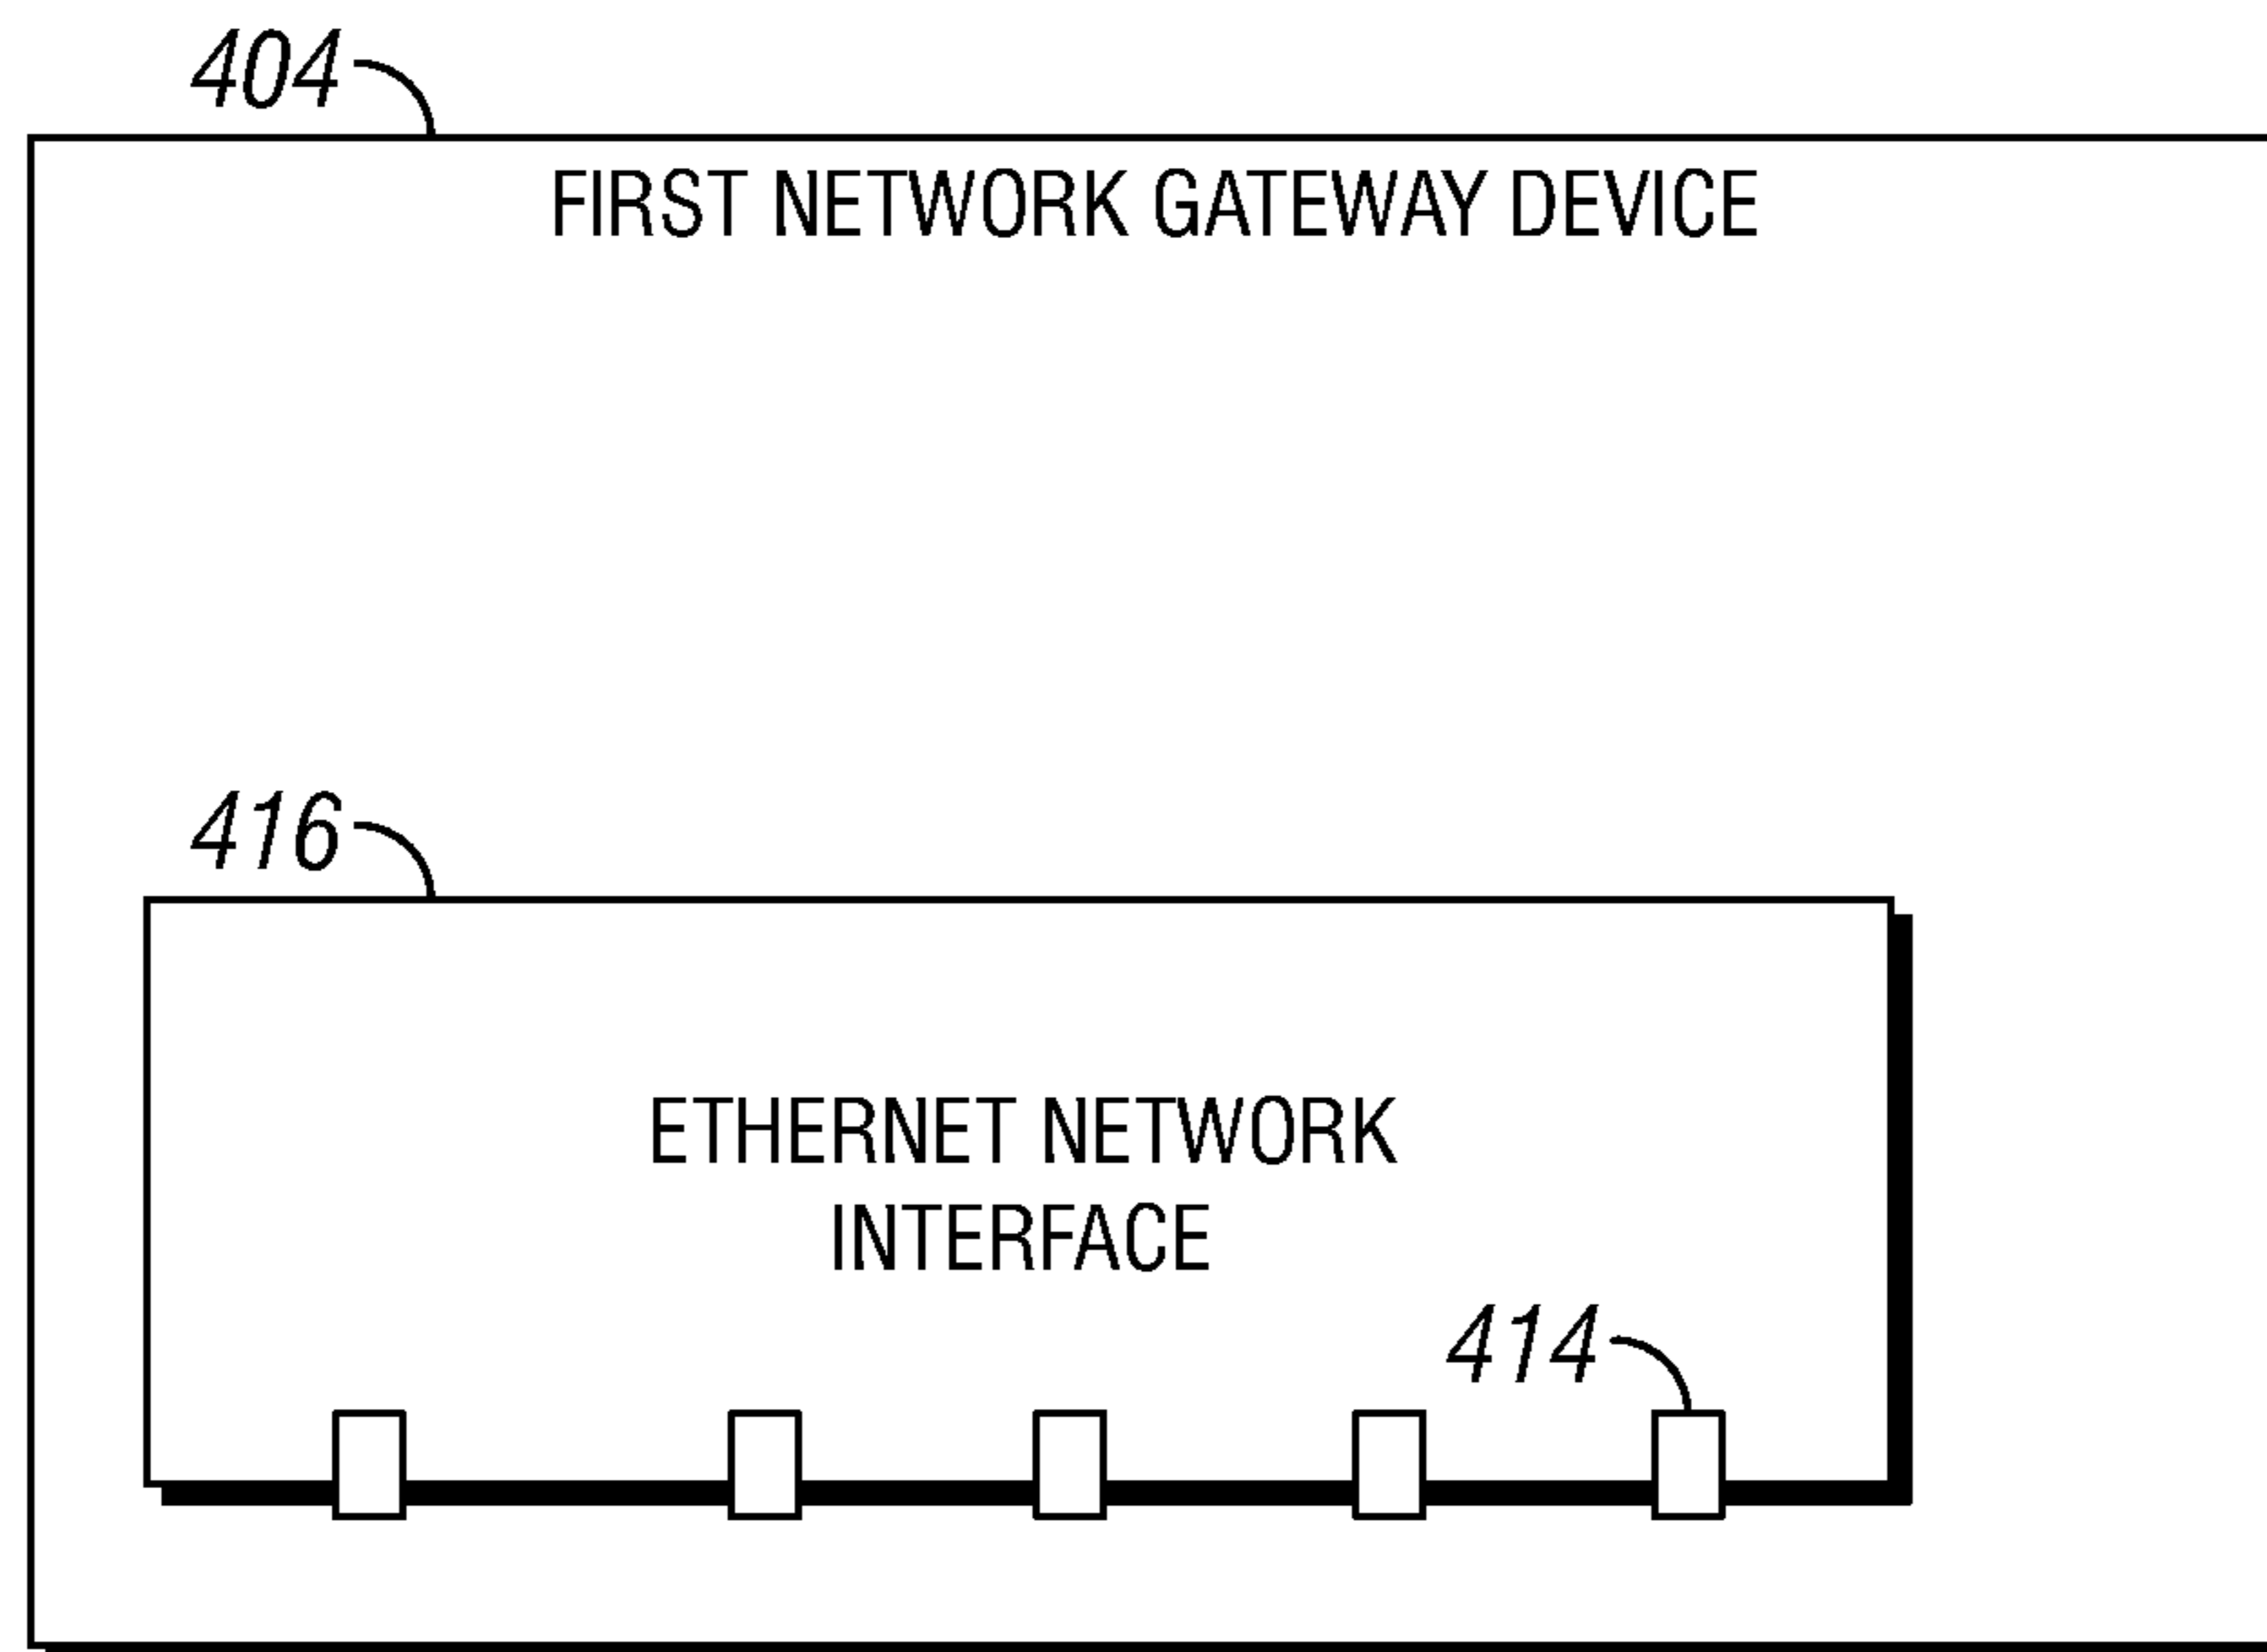 404
FIRST NETWORK GATEWAY DEVICE
416
ETHERNET NETWORK
INTERFACE
414